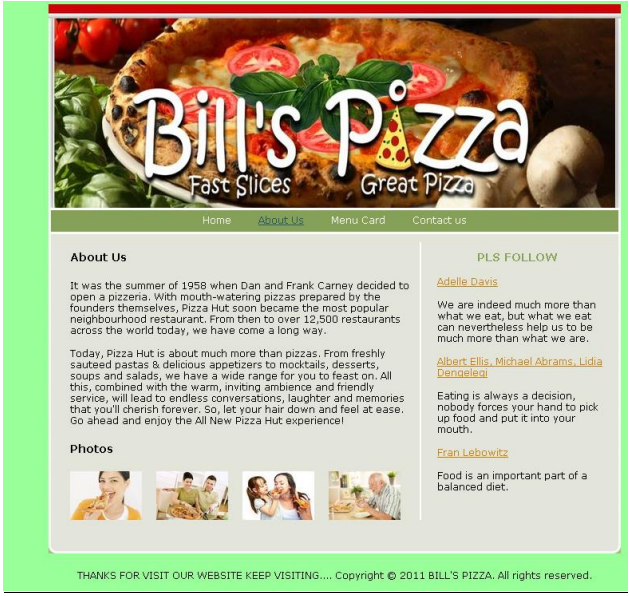 Bill's Pizza
Fast Slices Great Pizza
Home About Us Menu Card Contact us
About Us
It was the summer of 1958 when Dan and Frank Carney decided to
open a pizzeria. With mouth-watering pizzas prepared by the
founders themselves, Pizza Hut soon became the most popular
neighbourhood restaurant. From then to over 12,500 restaurants
across the world today, we have come a long way.
Today, Pizza Hut is about much more than pizzas. From freshly
sauteed pastas & delicious appetizers to mocktails, desserts,
soups and salads, we have a wide range for you to feast on. All
this, combined with the warm, inviting ambience and friendly
service, will lead to endless conversations, laughter and memories
that you'll cherish forever. So, let your hair down and feel at ease.
Go ahead and enjoy the All New Pizza Hut experience!
Photos
PLS FOLLOW
Adelle Davis
We are indeed much more than
what we eat, but what we eat
can nevertheless help us to be
much more than what we are.
Albert Ellis, Michael Abrams, Lidia
Dengelegi
Eating is always a decision,
nobody forces your hand to pick
up food and put it into your
mouth.
Fran Lebowitz
Food is an important part of a
balanced diet.
THANKS FOR VISIT OUR WEBSITE KEEP VISITING.... Copyright © 2011 BILL'S PIZZA. All rights reserved.